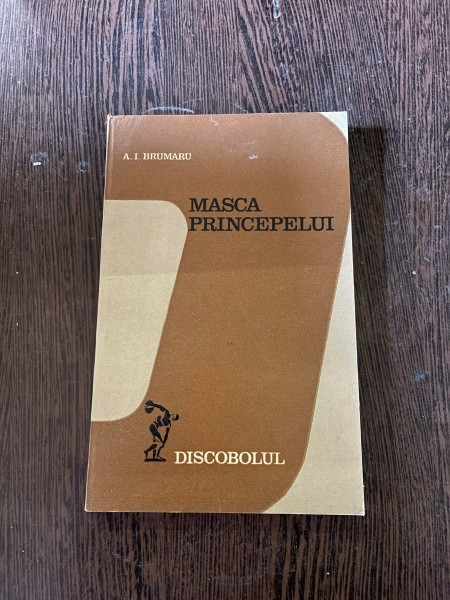 A. I. BRUMARU
MASCA
PRINCEPELUI
DISCOBOLUL